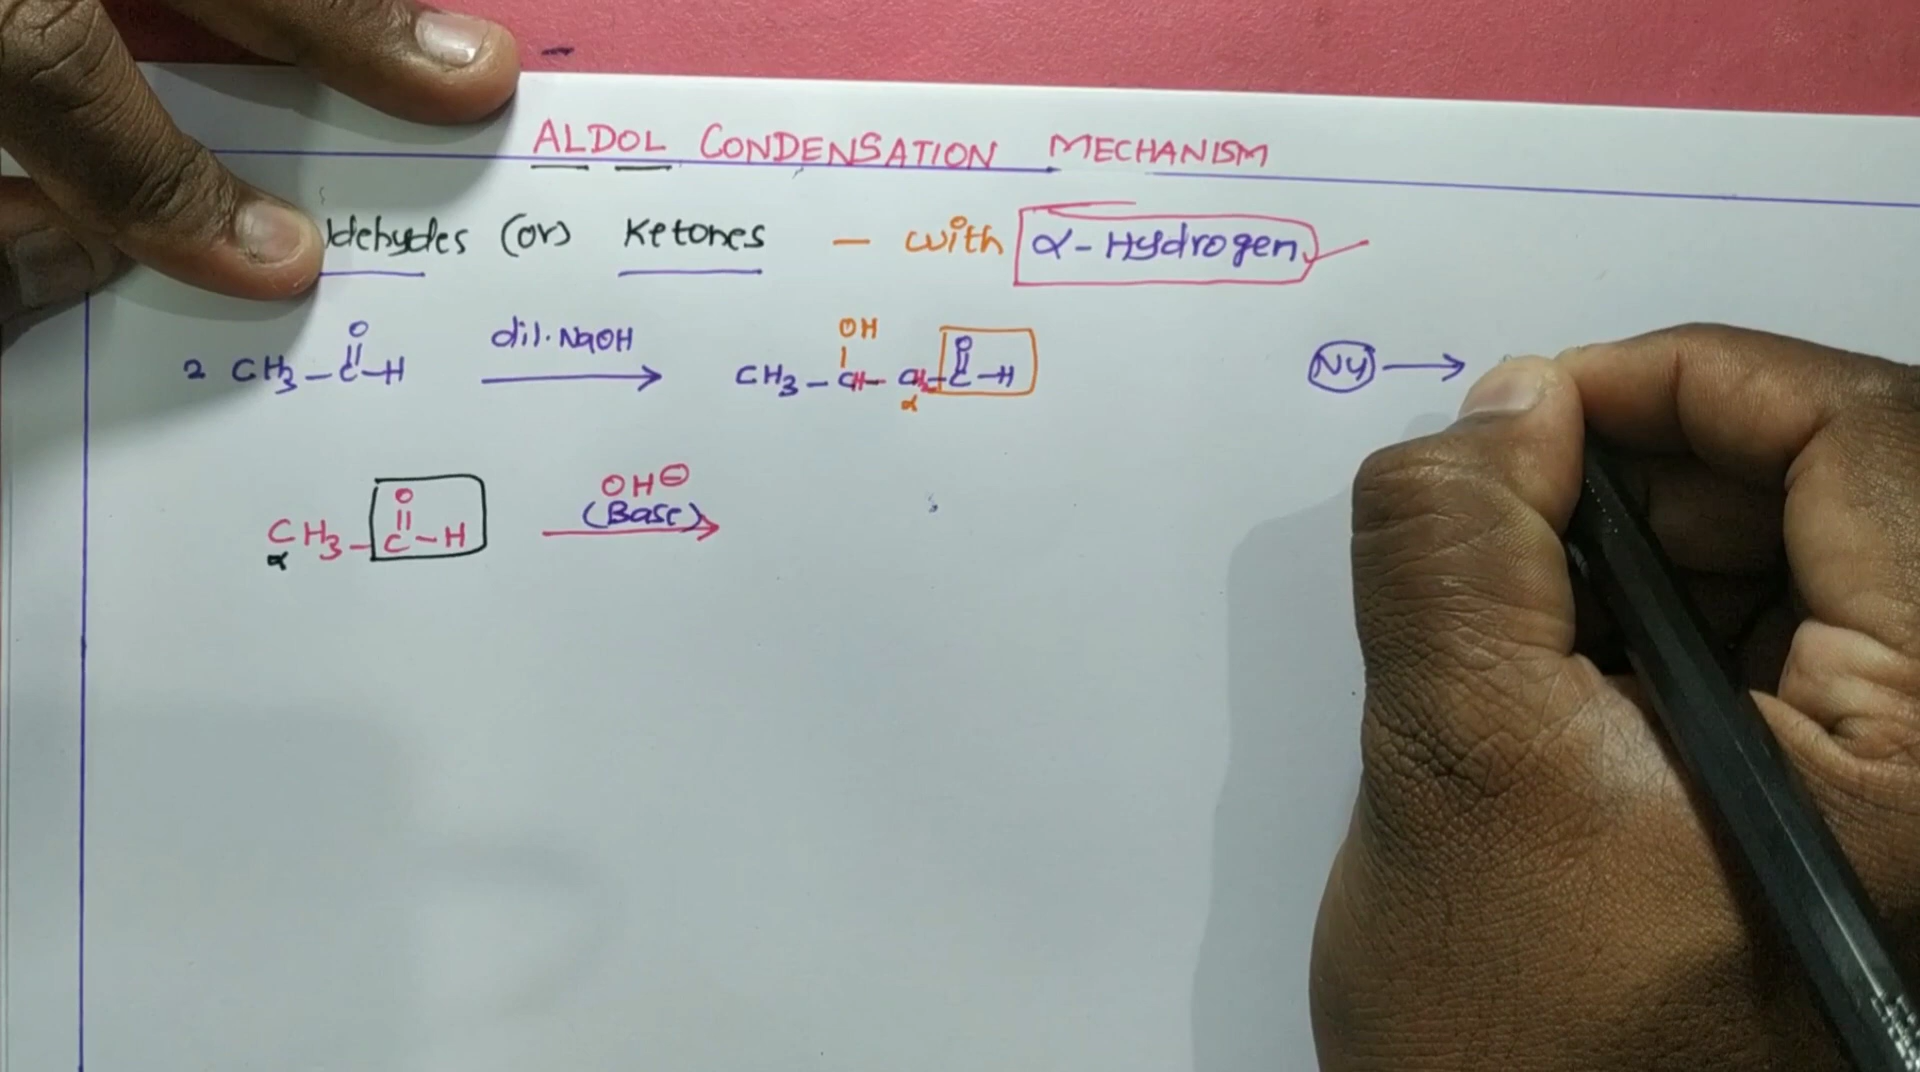 ALDOL CONDENSATION MECHANISM
ldehydes (or) Ketones - with α-Hydrogen
2 CH3-C-H dil. NaOH → CH3-CH-CH2-C-H Nu →
O OH O
α
CH3-C-H OH⊖ →
O (Base)
α